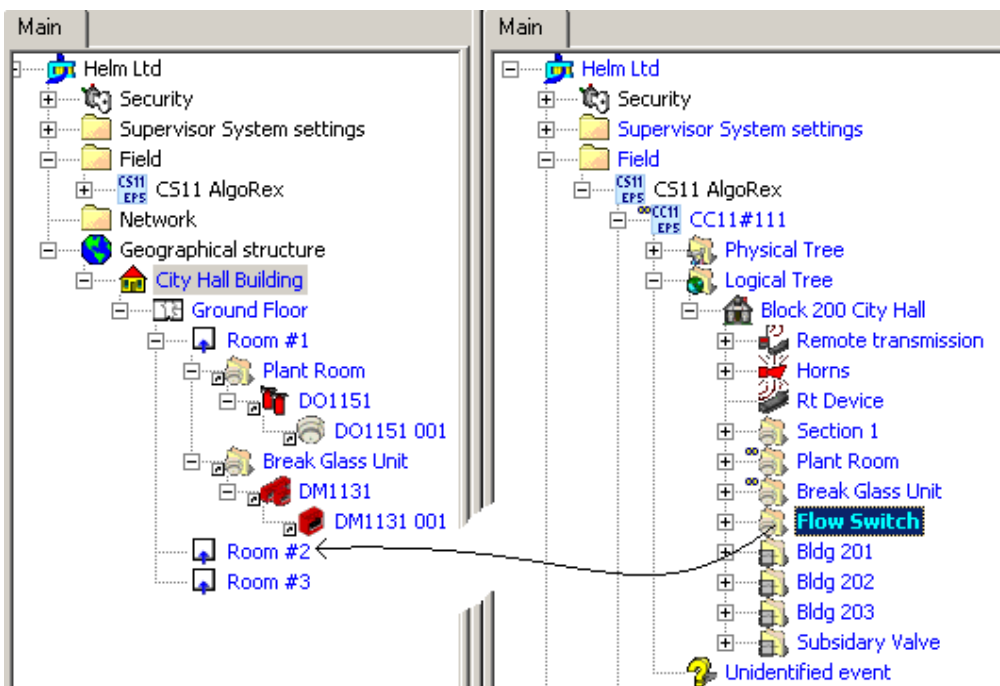 Main
Helm Ltd
Security
Supervisor System settings
Field
CS11 EPS CS11 AlgoRex
Network
Geographical structure
City Hall Building
Ground Floor
Room #1
Plant Room
DO1151
DO1151 001
Break Glass Unit
DM1131
DM1131 001
Room #2
Room #3
Main
Helm Ltd
Security
Supervisor System settings
Field
CS11 EPS CS11 AlgoRex
CC11 EPS CC11#111
Physical Tree
Logical Tree
Block 200 City Hall
Remote transmission
Horns
Rt Device
Section 1
Plant Room
Break Glass Unit
Flow Switch
Bldg 201
Bldg 202
Bldg 203
Subsidary Valve
Unidentified event